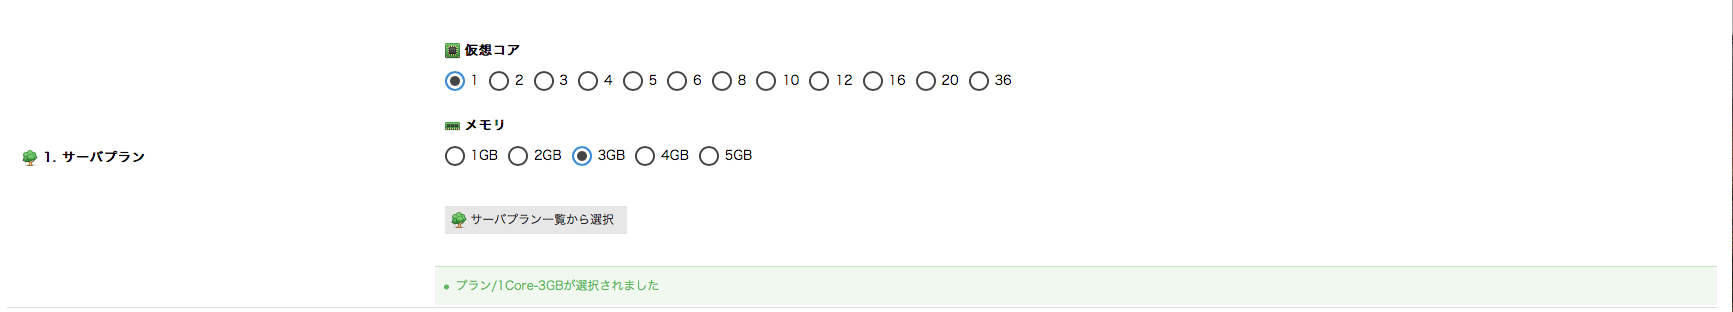 仮想コア
1 2 3 4 5 6 8 10 12 16 20 36
メモリ
1. サーバプラン
1GB 2GB 3GB 4GB 5GB
サーバプラン一覧から選択
プラン/1Core-3GBが選択されました